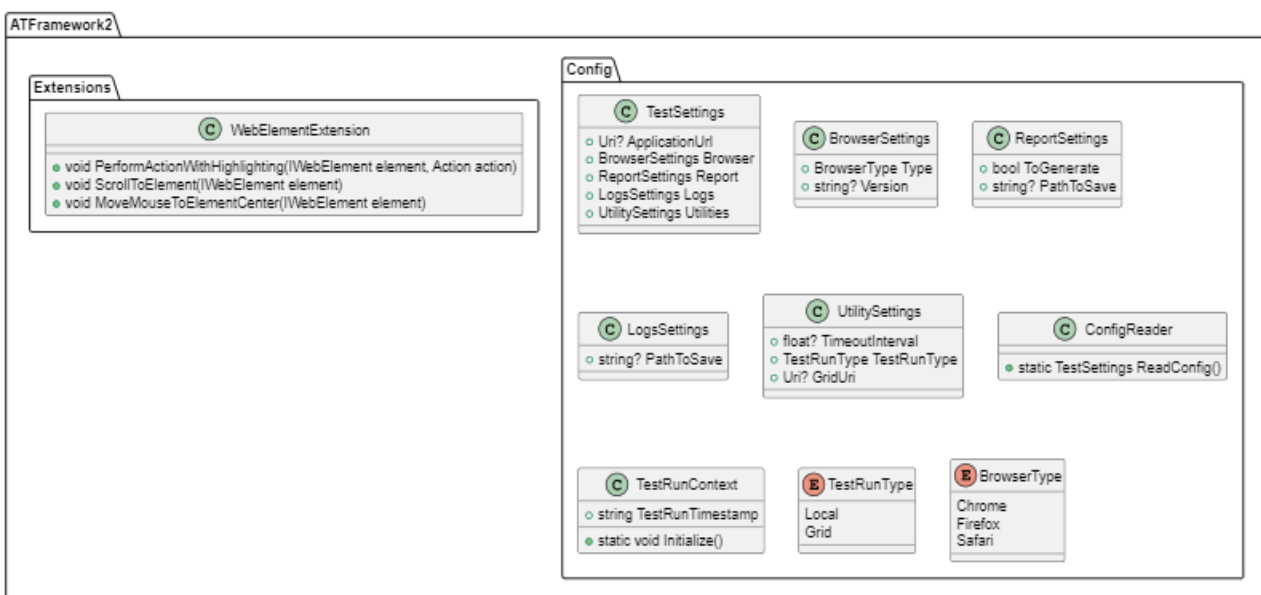 ATFramework2
Extensions
C WebElementExtension
void PerformActionWithHighlighting(IWebElement element, Action action)
void ScrollToElement(IWebElement element)
void MoveMouseToElementCenter(IWebElement element)
Config
C TestSettings
Uri? ApplicationUrl
BrowserSettings Browser
ReportSettings Report
LogsSettings Logs
UtilitySettings Utilities
C BrowserSettings
BrowserType Type
string? Version
C ReportSettings
bool ToGenerate
string? PathToSave
C LogsSettings
string? PathToSave
C UtilitySettings
float? TimeoutInterval
TestRunType TestRunType
Uri? GridUri
C ConfigReader
static TestSettings ReadConfig()
C TestRunContext
string TestRunTimestamp
static void Initialize()
E TestRunType
Local
Grid
E BrowserType
Chrome
Firefox
Safari